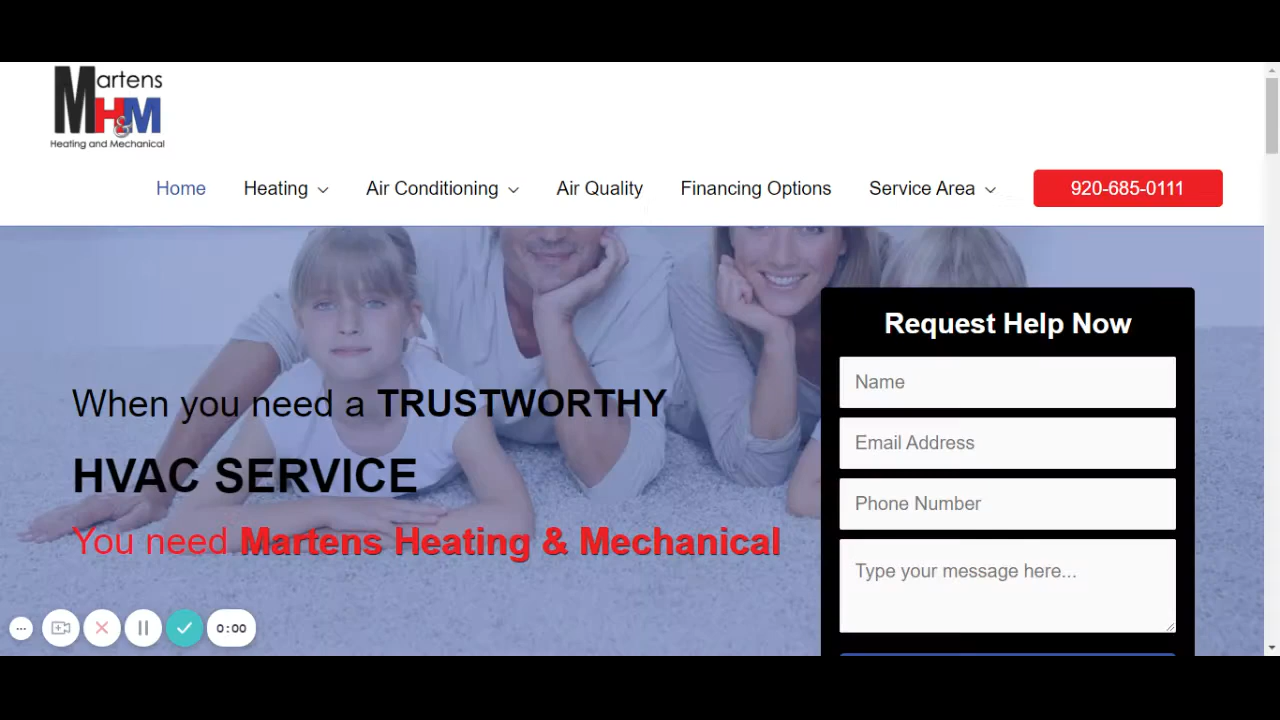 Martens
MH&M
Heating and Mechanical
Home Heating Air Conditioning Air Quality Financing Options Service Area 920-685-0111
When you need a TRUSTWORTHY
HVAC SERVICE
You need Martens Heating & Mechanical
Request Help Now
Name
Email Address
Phone Number
Type your message here...
0:00